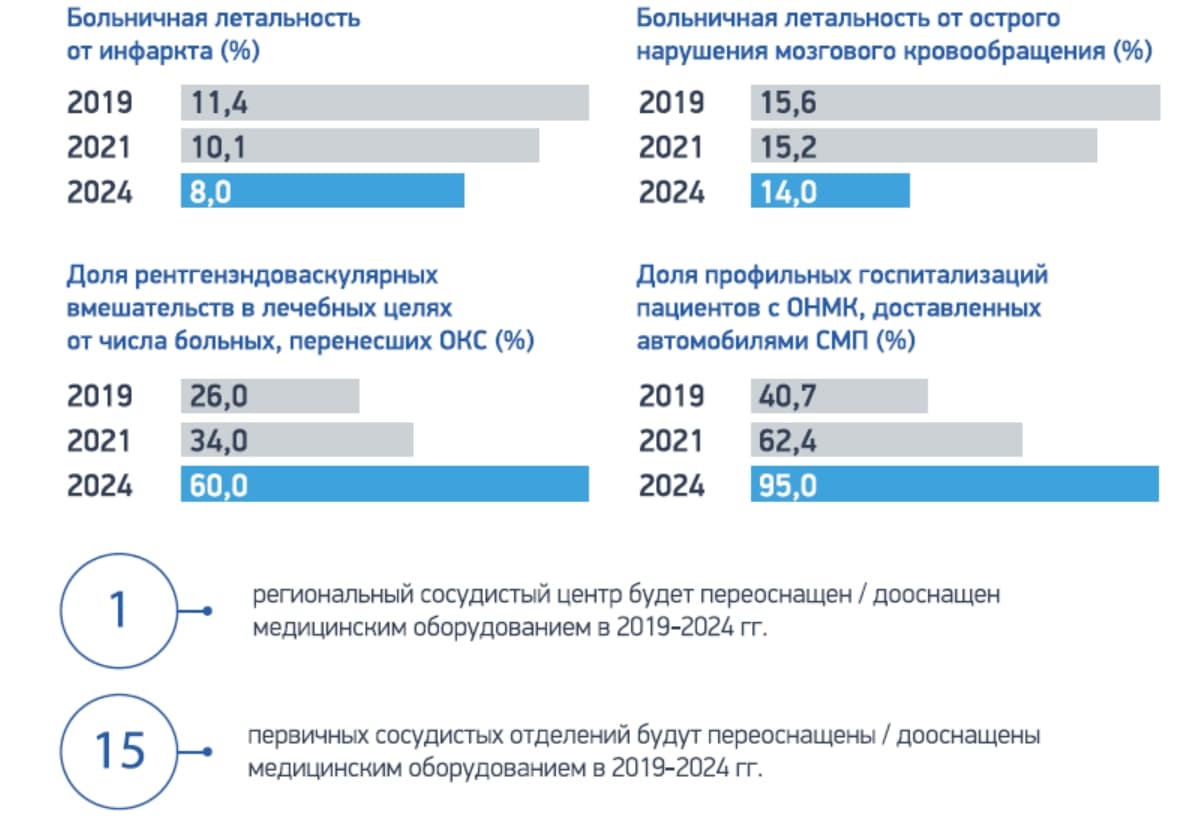 Больничная летальность
от инфаркта (%)
2019 11,4
2021 10,1
2024 8,0
Больничная летальность от острого
нарушения мозгового кровообращения (%)
2019 15,6
2021 15,2
2024 14,0
Доля рентгенэндоваскулярных
вмешательств в лечебных целях
от числа больных, перенесших ОКС (%)
2019 26,0
2021 34,0
2024 60,0
Доля профильных госпитализаций
пациентов с ОНМК, доставленных
автомобилями СМП (%)
2019 40,7
2021 62,4
2024 95,0
1
региональный сосудистый центр будет переоснащен / дооснащен
медицинским оборудованием в 2019-2024 гг.
15
первичных сосудистых отделений будут переоснащены / дооснащены
медицинским оборудованием в 2019-2024 гг.